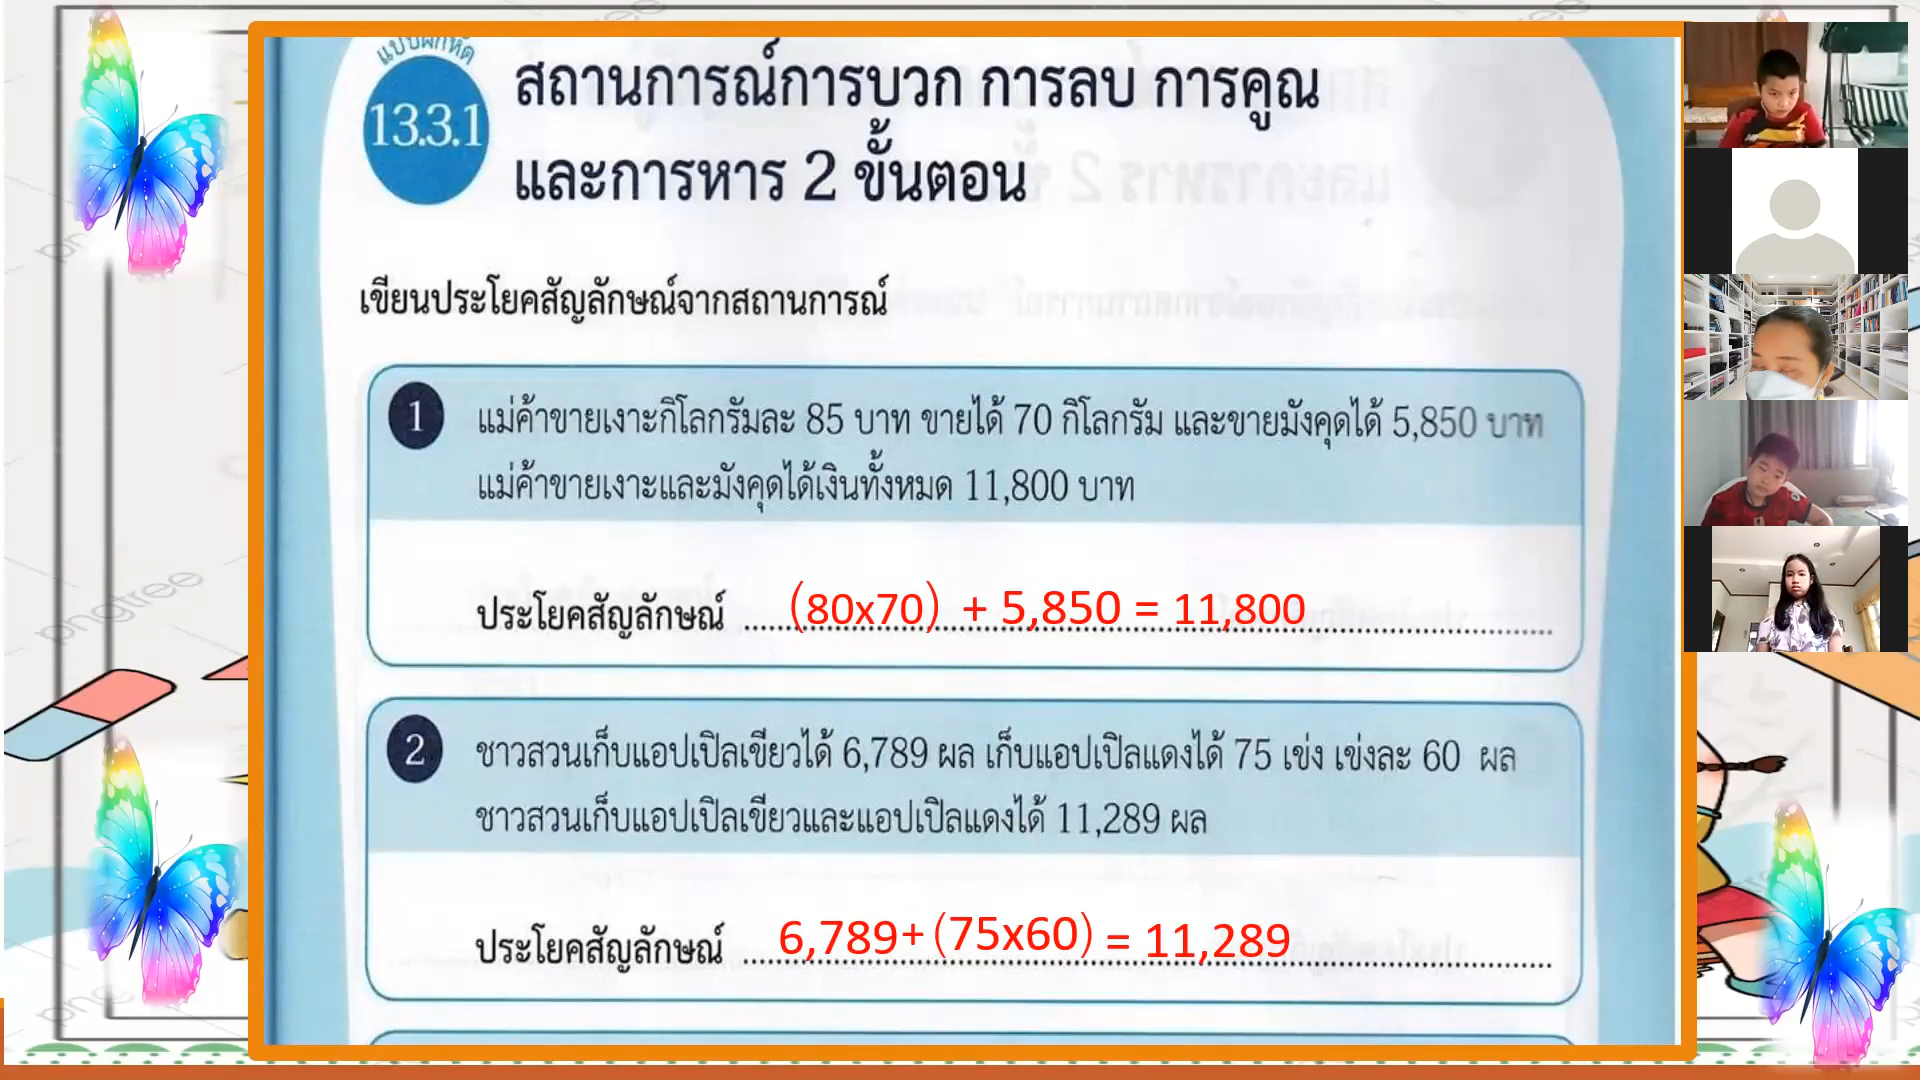 แบบฝึกหัด
13.3.1
สถานการณ์การบวก การลบ การคูณ
และการหาร 2 ขั้นตอน
เขียนประโยคสัญลักษณ์จากสถานการณ์
1 แม่ค้าขายเงาะกิโลกรัมละ 85 บาท ขายได้ 70 กิโลกรัม และขายมังคุดได้ 5,850 บาท
แม่ค้าขายเงาะและมังคุดได้เงินทั้งหมด 11,800 บาท
ประโยคสัญลักษณ์ (80x70) + 5,850 = 11,800
2 ชาวสวนเก็บแอปเปิลเขียวได้ 6,789 ผล เก็บแอปเปิลแดงได้ 75 เข่ง เข่งละ 60 ผล
ชาวสวนเก็บแอปเปิลเขียวและแอปเปิลแดงได้ 11,289 ผล
ประโยคสัญลักษณ์ 6,789+(75x60) = 11,289
pngtree